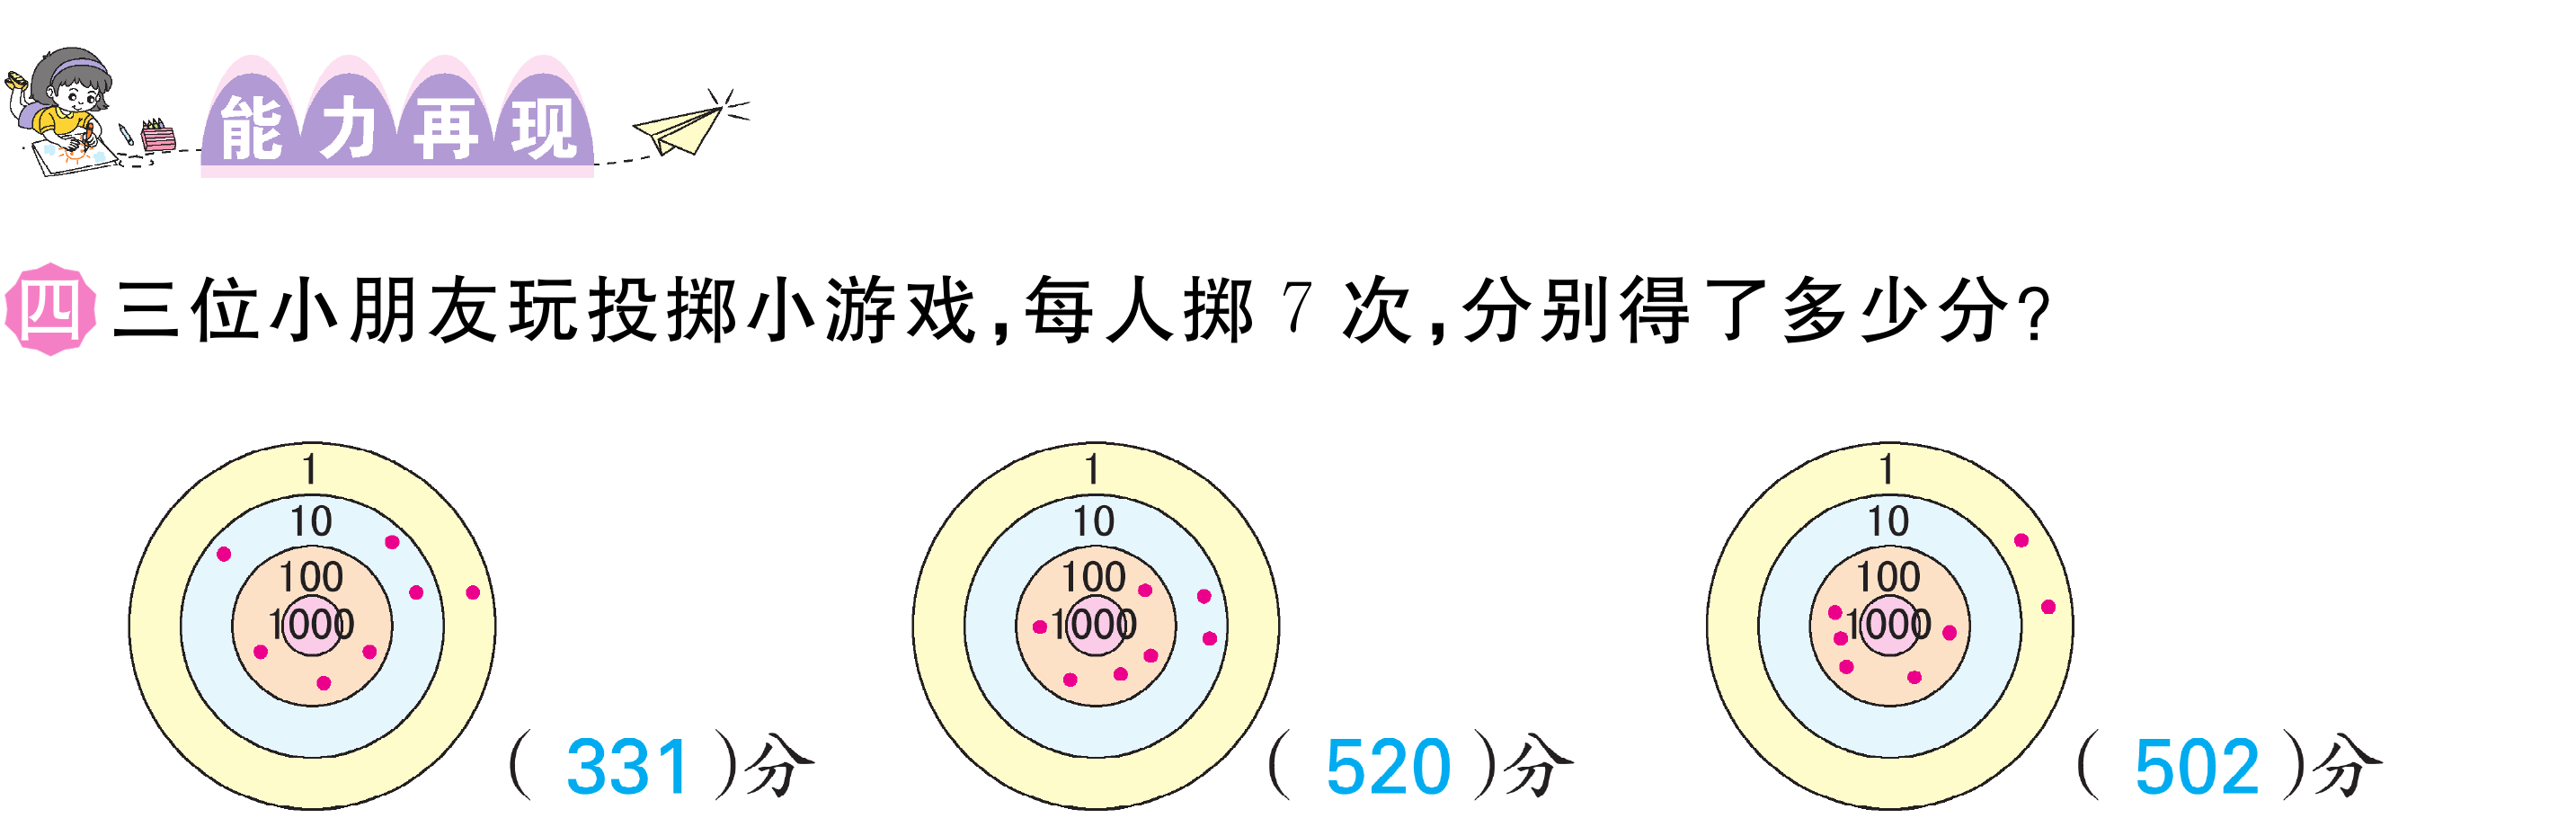 能力再现
四 三位小朋友玩投掷小游戏,每人掷 7 次,分别得了多少分?
1 1 1
10 10 10
100 100 100
1000 1000 1000
( 331 )分 ( 520 )分 ( 502 )分